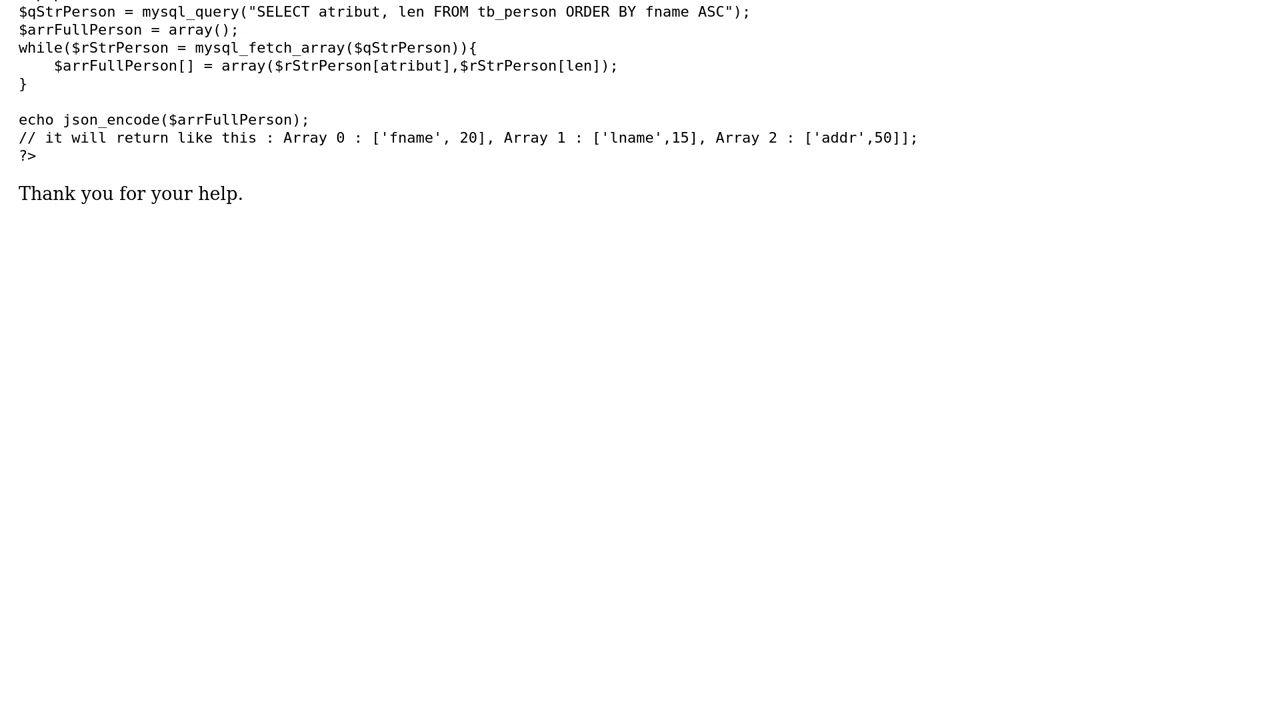 $qStrPerson = mysql_query("SELECT atribut, len FROM tb_person ORDER BY fname ASC");
$arrFullPerson = array();
while($rStrPerson = mysql_fetch_array($qStrPerson)){
    $arrFullPerson[] = array($rStrPerson[atribut],$rStrPerson[len]);
}
echo json_encode($arrFullPerson);
// it will return like this : Array 0 : ['fname', 20], Array 1 : ['lname',15], Array 2 : ['addr',50]];
?>
Thank you for your help.